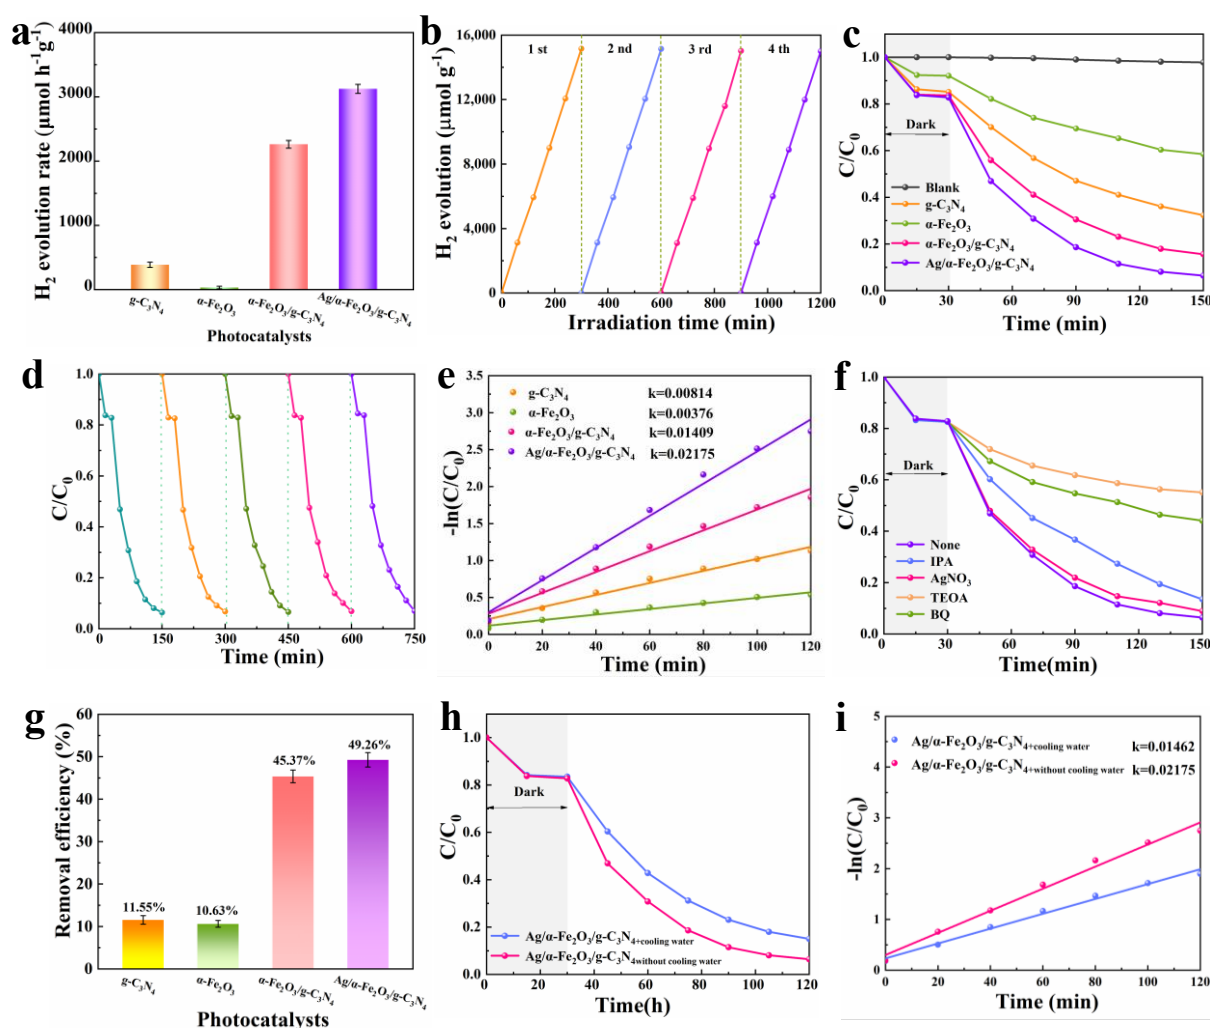 a
H₂ evolution rate (μmol h⁻¹g⁻¹)
4000
3000
2000
1000
0
g-C₃N₄
α-Fe₂O₃
α-Fe₂O₃/g-C₃N₄
Ag/α-Fe₂O₃/g-C₃N₄
Photocatalysts
b
H₂ evolution (μmol g⁻¹)
16,000
12,000
8,000
4,000
0
1 st
2 nd
3 rd
4 th
0 200 400 600 800 1000 1200
Irradiation time (min)
c
C/C₀
1.0
0.8
0.6
0.4
0.2
0.0
Dark
Blank
g-C₃N₄
α-Fe₂O₃
α-Fe₂O₃/g-C₃N₄
Ag/α-Fe₂O₃/g-C₃N₄
0 30 60 90 120 150
Time (min)
d
C/C₀
1.0
0.8
0.6
0.4
0.2
0.0
0 150 300 450 600 750
Time (min)
e
-ln(C/C₀)
3.5
3.0
2.5
2.0
1.5
1.0
0.5
0.0
g-C₃N₄ k=0.00814
α-Fe₂O₃ k=0.00376
α-Fe₂O₃/g-C₃N₄ k=0.01409
Ag/α-Fe₂O₃/g-C₃N₄ k=0.02175
0 20 40 60 80 100 120
Time (min)
f
C/C₀
1.0
0.8
0.6
0.4
0.2
0.0
Dark
None
IPA
AgNO₃
TEOA
BQ
0 30 60 90 120 150
Time(min)
g
Removal efficiency (%)
60
50
40
30
20
10
0
11.55%
10.63%
45.37%
49.26%
g-C₃N₄
α-Fe₂O₃
α-Fe₂O₃/g-C₃N₄
Ag/α-Fe₂O₃/g-C₃N₄
Photocatalysts
h
C/C₀
1.0
0.8
0.6
0.4
0.2
0.0
Dark
Ag/α-Fe₂O₃/g-C₃N₄+cooling water
Ag/α-Fe₂O₃/g-C₃N₄without cooling water
0 20 40 60 80 100 120
Time(h)
i
-ln(C/C₀)
5
4
3
2
1
0
Ag/α-Fe₂O₃/g-C₃N₄+cooling water k=0.01462
Ag/α-Fe₂O₃/g-C₃N₄+without cooling water k=0.02175
0 20 40 60 80 100 120
Time (min)